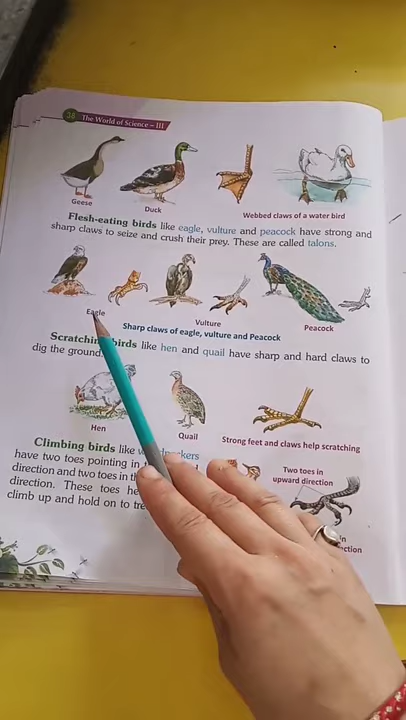 38 The World of Science – III
Geese
Duck
Webbed claws of a water bird
Flesh-eating birds like eagle, vulture and peacock have strong and
sharp claws to seize and crush their prey. These are called talons.
Eagle
Vulture
Peacock
Sharp claws of eagle, vulture and Peacock
Scratching birds like hen and quail have sharp and hard claws to
dig the ground.
Hen
Quail
Strong feet and claws help scratching
Climbing birds like
have two toes pointing in
direction and two toes in
direction. These toes
climb up and hold on to
Two toes in
upward direction
in